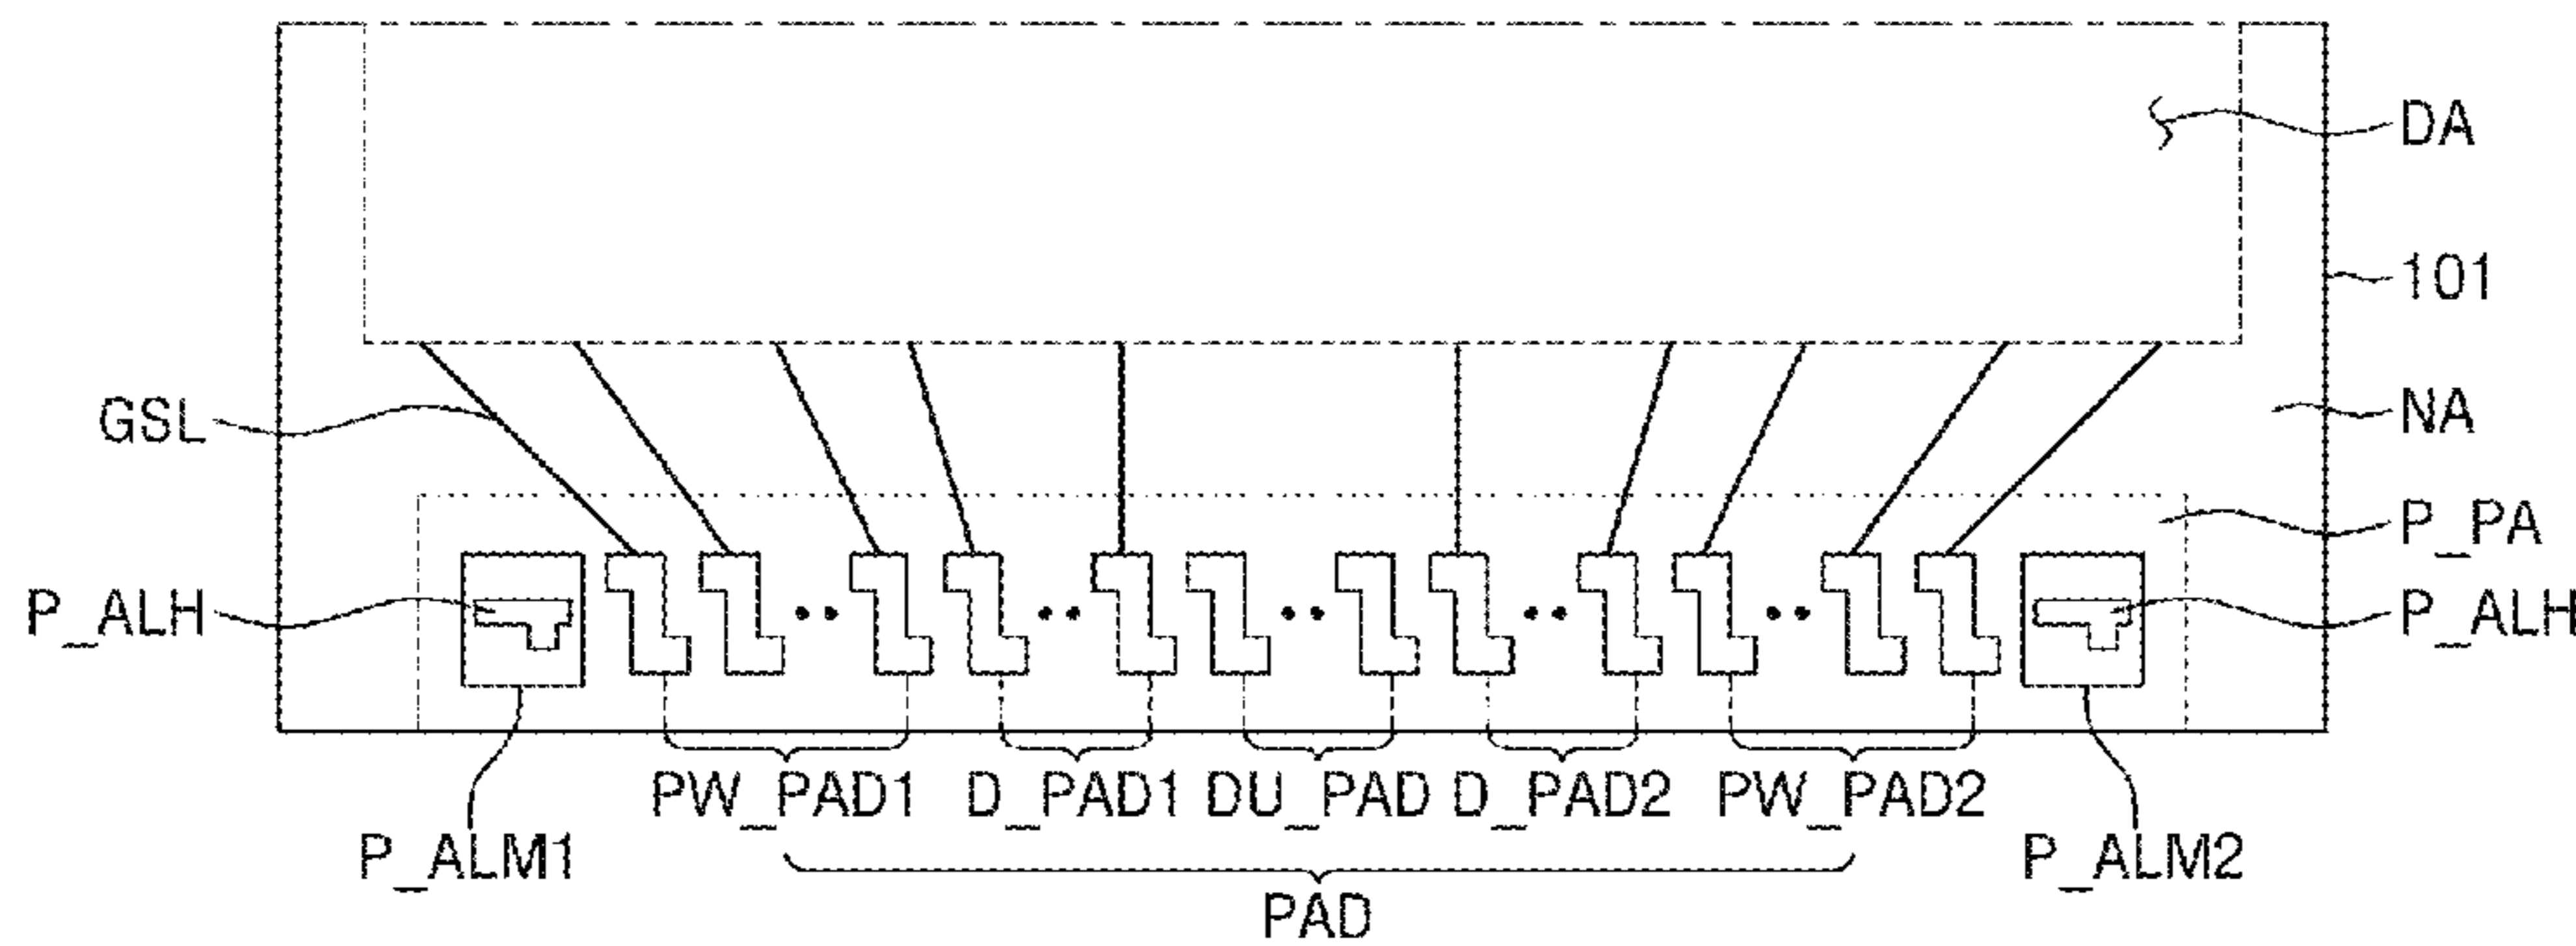 DA
101
GSL
NA
P_PA
P_ALH
P_ALH
PW_PAD1 D_PAD1 DU_PAD D_PAD2 PW_PAD2
P_ALM1
P_ALM2
PAD